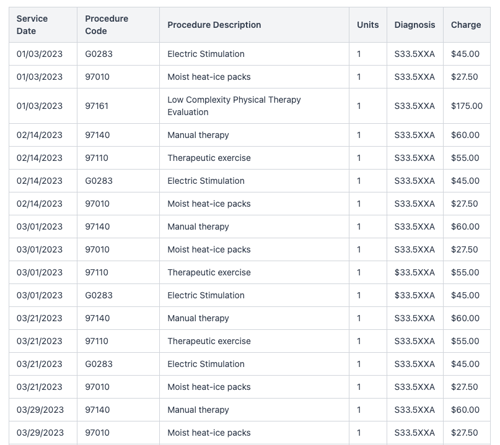 Service Date Procedure Code Procedure Description Units Diagnosis Charge
01/03/2023 G0283 Electric Stimulation 1 S33.5XXA $45.00
01/03/2023 97010 Moist heat-ice packs 1 S33.5XXA $27.50
01/03/2023 97161 Low Complexity Physical Therapy Evaluation 1 S33.5XXA $175.00
02/14/2023 97140 Manual therapy 1 S33.5XXA $60.00
02/14/2023 97110 Therapeutic exercise 1 S33.5XXA $55.00
02/14/2023 G0283 Electric Stimulation 1 S33.5XXA $45.00
02/14/2023 97010 Moist heat-ice packs 1 S33.5XXA $27.50
03/01/2023 97140 Manual therapy 1 S33.5XXA $60.00
03/01/2023 97010 Moist heat-ice packs 1 S33.5XXA $27.50
03/01/2023 97110 Therapeutic exercise 1 $33.5XXA $55.00
03/01/2023 G0283 Electric Stimulation 1 $33.5XXA $45.00
03/21/2023 97140 Manual therapy 1 S33.5XXA $60.00
03/21/2023 97110 Therapeutic exercise 1 S33.5XXA $55.00
03/21/2023 G0283 Electric Stimulation 1 S33.5XXA $45.00
03/21/2023 97010 Moist heat-ice packs 1 S33.5XXA $27.50
03/29/2023 97140 Manual therapy 1 S33.5XXA $60.00
03/29/2023 97010 Moist heat-ice packs 1 S33.5XXA $27.50